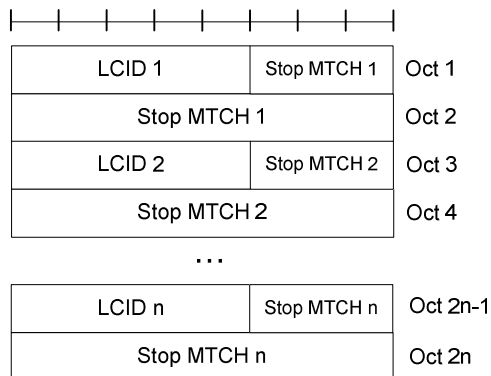 LCID 1 Stop MTCH 1 Oct 1
Stop MTCH 1 Oct 2
LCID 2 Stop MTCH 2 Oct 3
Stop MTCH 2 Oct 4
...
LCID n Stop MTCH n Oct 2n-1
Stop MTCH n Oct 2n